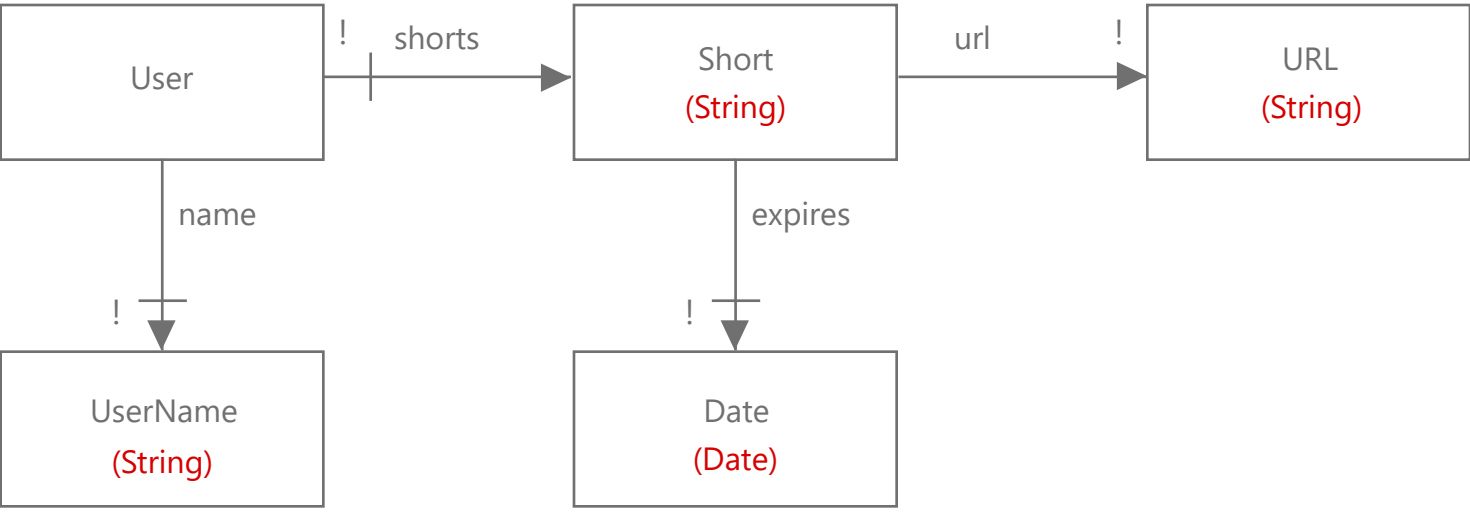 ! shorts
url !
User
Short
(String)
URL
(String)
name
expires
!
!
UserName
(String)
Date
(Date)